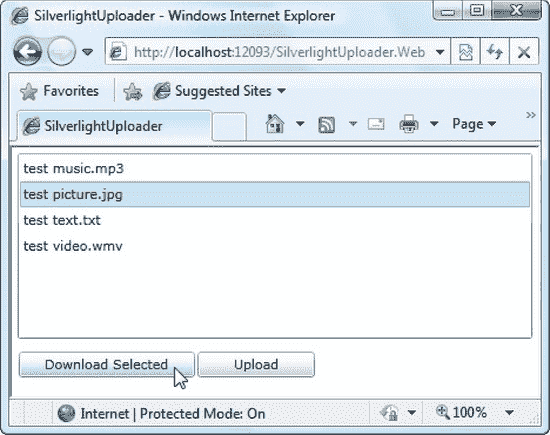 SilverlightUploader - Windows Internet Explorer
http://localhost:12093/SilverlightUploader.Web
Favorites Suggested Sites
SilverlightUploader Page »
test music.mp3
test picture.jpg
test text.txt
test video.wmv
Download Selected Upload
Internet | Protected Mode: On 100%